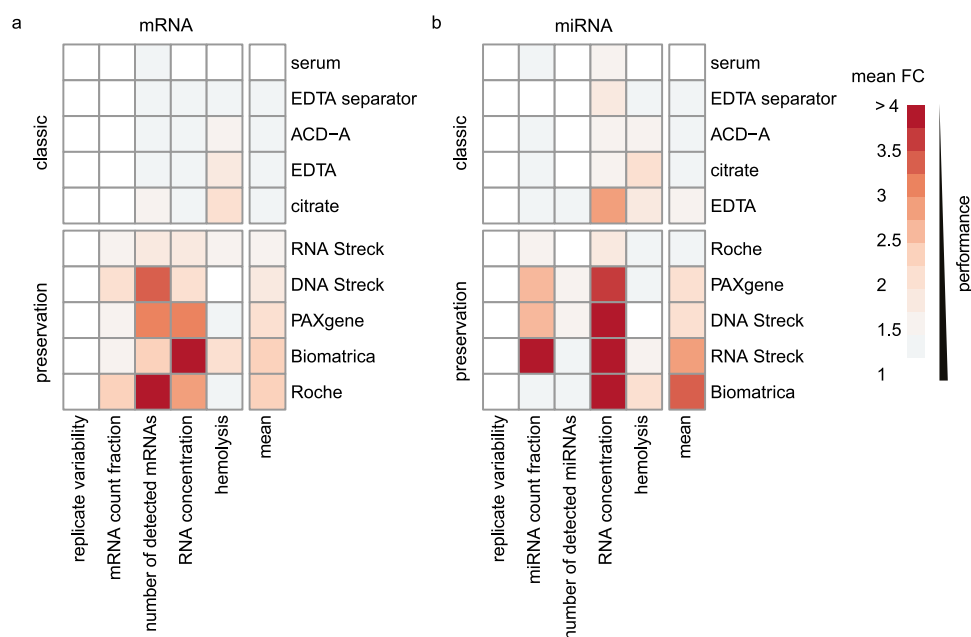 a
mRNA
classic
serum
EDTA separator
ACD−A
EDTA
citrate
preservation
RNA Streck
DNA Streck
PAXgene
Biomatrica
Roche
replicate variability
mRNA count fraction
number of detected mRNAs
RNA concentration
hemolysis
mean
b
miRNA
classic
serum
EDTA separator
ACD−A
citrate
EDTA
preservation
Roche
PAXgene
DNA Streck
RNA Streck
Biomatrica
replicate variability
miRNA count fraction
number of detected miRNAs
RNA concentration
hemolysis
mean
mean FC
> 4
3.5
3
2.5
2
1.5
1
performance